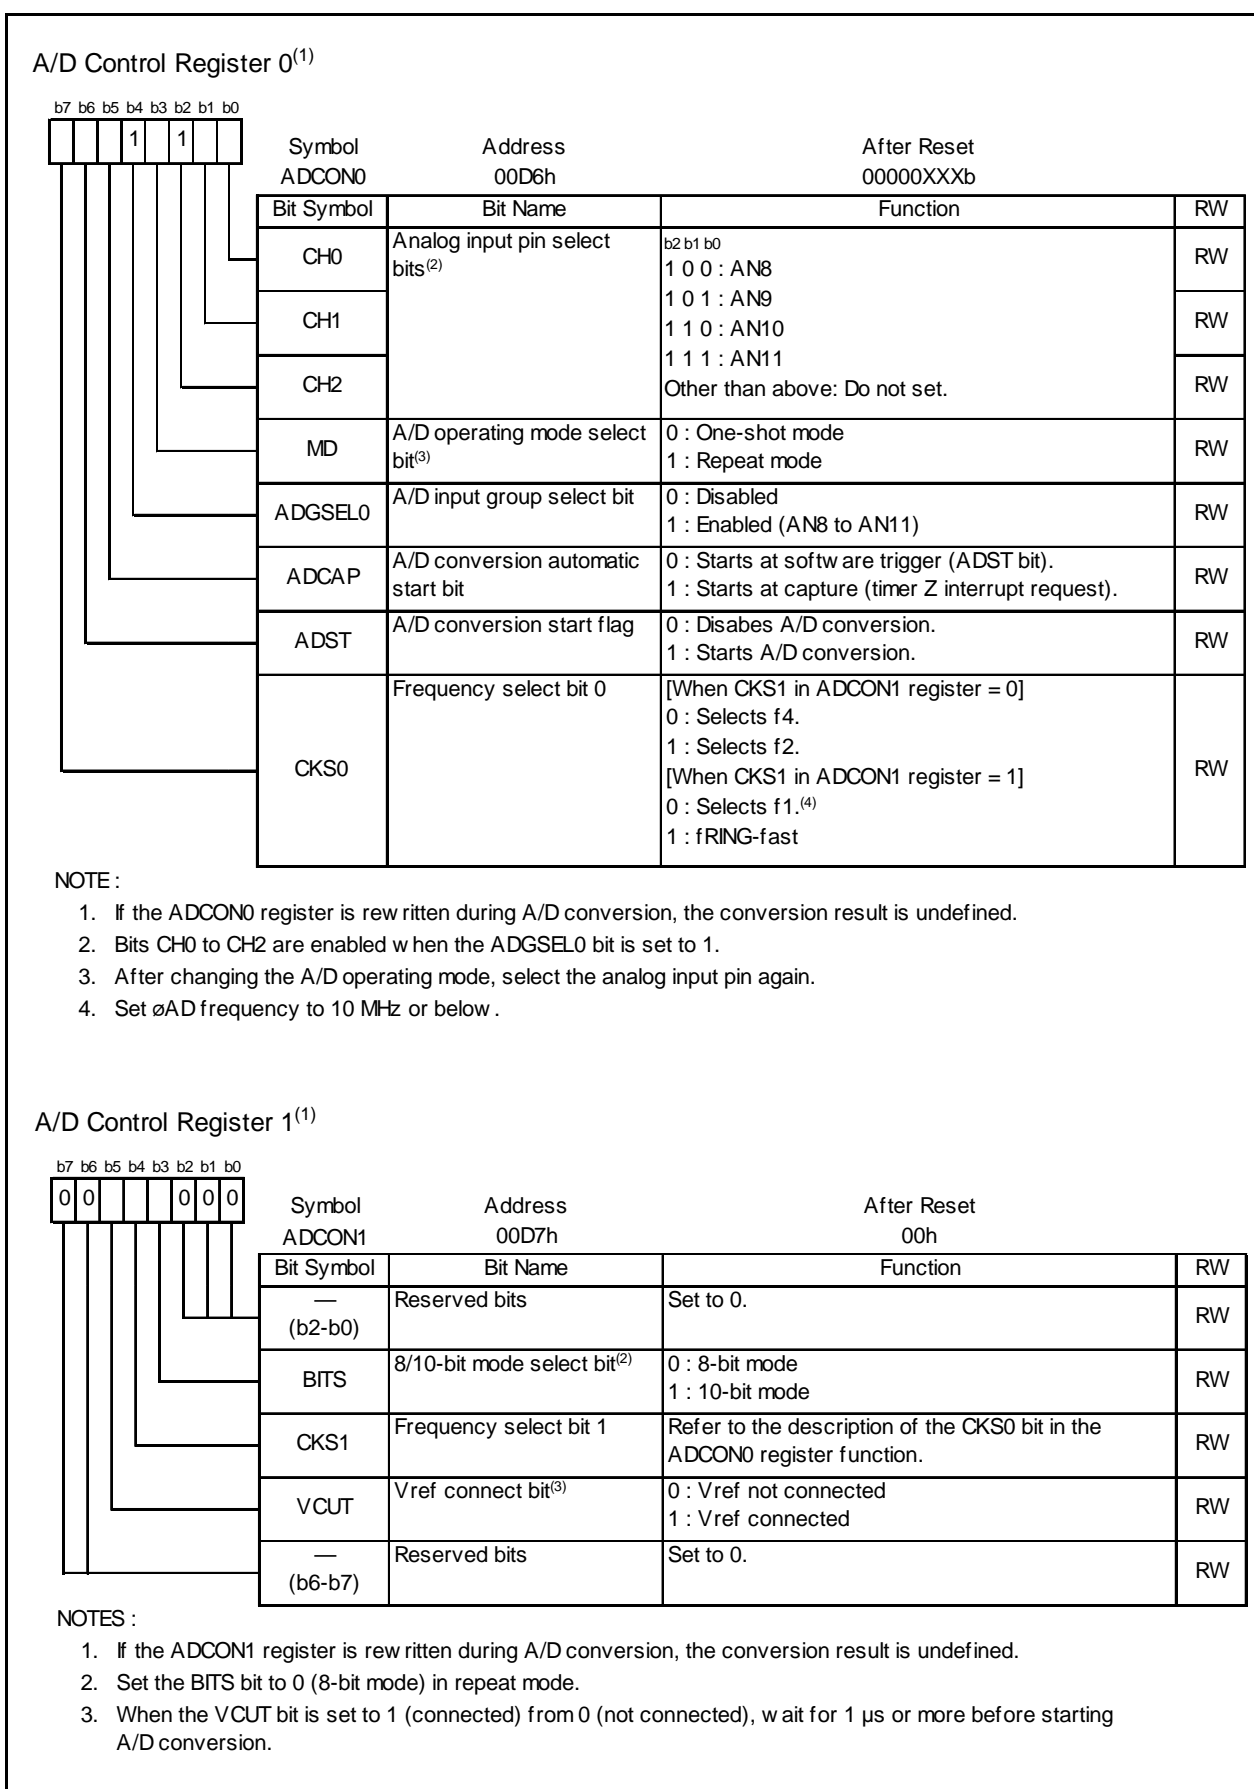 A/D Control Register 0(1)
b7 b6 b5 b4 b3 b2 b1 b0
1 1
Symbol Address After Reset
ADCON0 00D6h 00000XXXb
Bit Symbol Bit Name Function RW
CH0 Analog input pin select bits(2) b2 b1 b0 RW
1 0 0 : AN8
1 0 1 : AN9
CH1 1 1 0 : AN10 RW
1 1 1 : AN11
CH2 Other than above: Do not set. RW
MD A/D operating mode select bit(3) 0 : One-shot mode RW
1 : Repeat mode
ADGSEL0 A/D input group select bit 0 : Disabled RW
1 : Enabled (AN8 to AN11)
ADCAP A/D conversion automatic start bit 0 : Starts at software trigger (ADST bit). RW
1 : Starts at capture (timer Z interrupt request).
ADST A/D conversion start flag 0 : Disabes A/D conversion. RW
1 : Starts A/D conversion.
CKS0 Frequency select bit 0 [When CKS1 in ADCON1 register = 0] RW
0 : Selects f4.
1 : Selects f2.
[When CKS1 in ADCON1 register = 1]
0 : Selects f1.(4)
1 : fRING-fast
NOTE :
1. If the ADCON0 register is rewritten during A/D conversion, the conversion result is undefined.
2. Bits CH0 to CH2 are enabled when the ADGSEL0 bit is set to 1.
3. After changing the A/D operating mode, select the analog input pin again.
4. Set øAD frequency to 10 MHz or below.
A/D Control Register 1(1)
b7 b6 b5 b4 b3 b2 b1 b0
0 0 0 0 0
Symbol Address After Reset
ADCON1 00D7h 00h
Bit Symbol Bit Name Function RW
— (b2-b0) Reserved bits Set to 0. RW
BITS 8/10-bit mode select bit(2) 0 : 8-bit mode RW
1 : 10-bit mode
CKS1 Frequency select bit 1 Refer to the description of the CKS0 bit in the RW
ADCON0 register function.
VCUT Vref connect bit(3) 0 : Vref not connected RW
1 : Vref connected
— (b6-b7) Reserved bits Set to 0. RW
NOTES :
1. If the ADCON1 register is rewritten during A/D conversion, the conversion result is undefined.
2. Set the BITS bit to 0 (8-bit mode) in repeat mode.
3. When the VCUT bit is set to 1 (connected) from 0 (not connected), wait for 1 µs or more before starting
A/D conversion.